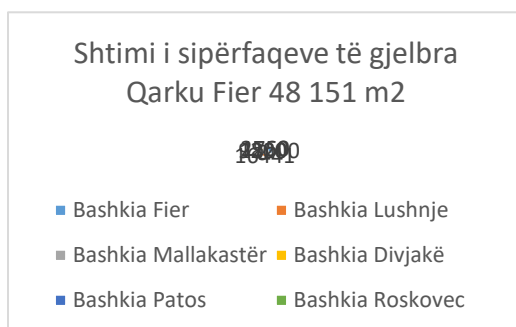 Shtimi i sipërfaqeve të gjelbra
Qarku Fier 48 151 m2
Bashkia Fier
Bashkia Lushnje
Bashkia Mallakastër
Bashkia Divjakë
Bashkia Patos
Bashkia Roskovec